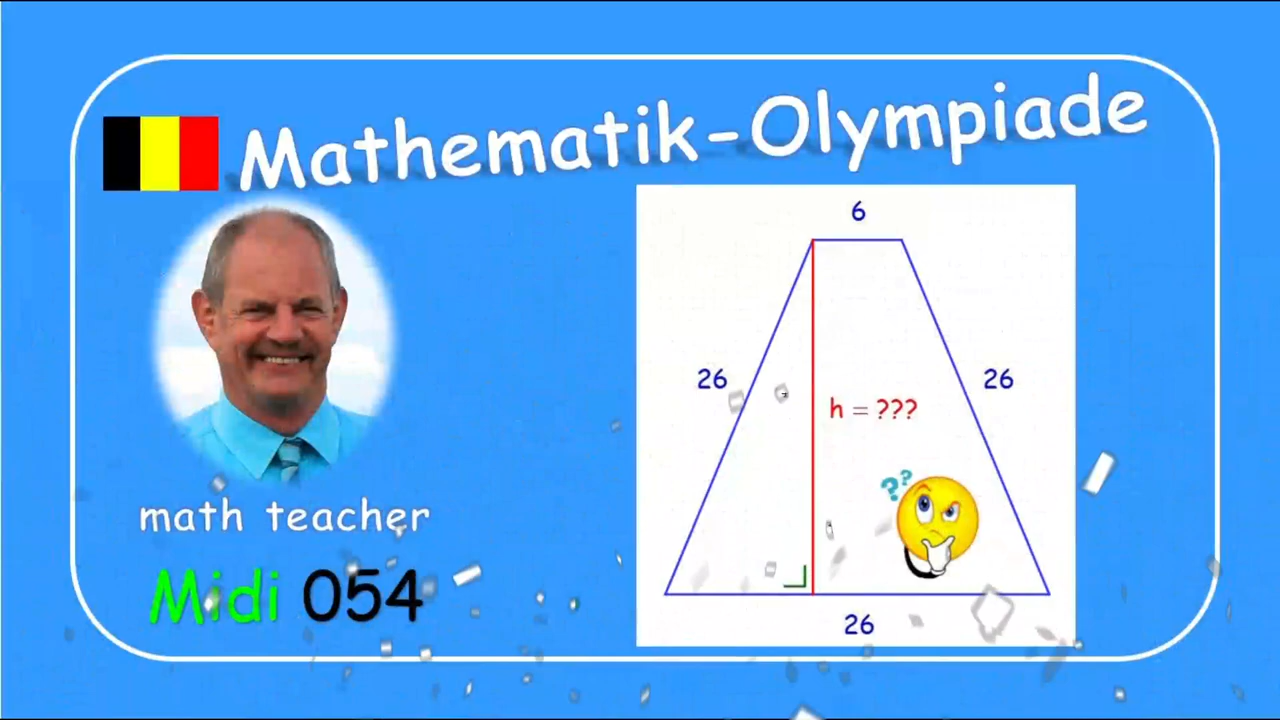 Mathematik-Olympiade
6
26
26
h = ???
??
26
math teacher
Midi 054